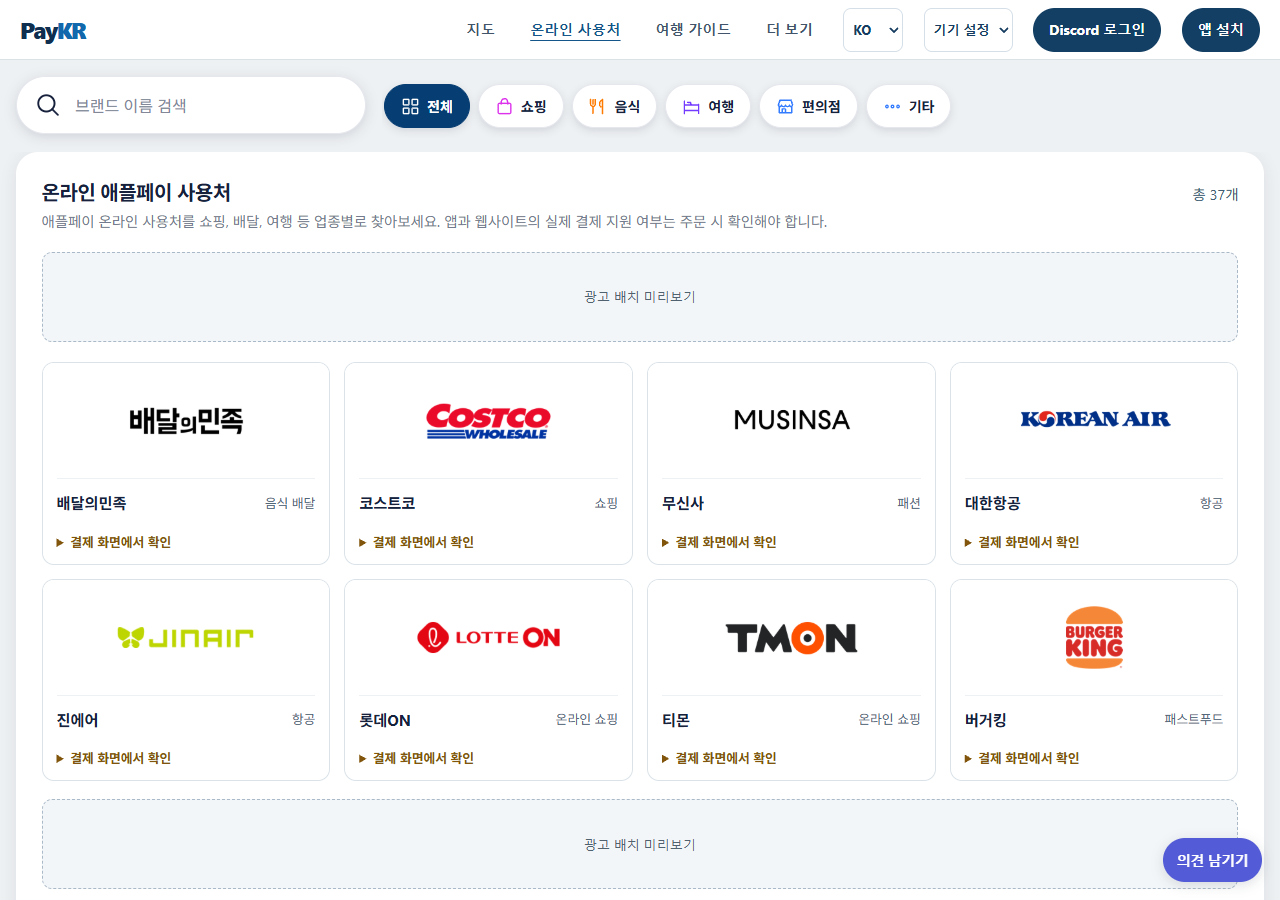 PayKR
지도
온라인 사용처
여행 가이드
더 보기
KO
기기 설정
Discord 로그인
앱 설치
브랜드 이름 검색
전체
쇼핑
음식
여행
편의점
기타
온라인 애플페이 사용처
총 37개
애플페이 온라인 사용처를 쇼핑, 배달, 여행 등 업종별로 찾아보세요. 앱과 웹사이트의 실제 결제 지원 여부는 주문 시 확인해야 합니다.
광고 배치 미리보기
배달의민족
COSTCO
WHOLESALE
MUSINSA
KOREAN AIR
배달의민족 음식 배달
코스트코 쇼핑
무신사 패션
대한항공 항공
▶ 결제 화면에서 확인
▶ 결제 화면에서 확인
▶ 결제 화면에서 확인
▶ 결제 화면에서 확인
JINAIR
LOTTE ON
TMON
BURGER
KING
진에어 항공
롯데ON 온라인 쇼핑
티몬 온라인 쇼핑
버거킹 패스트푸드
▶ 결제 화면에서 확인
▶ 결제 화면에서 확인
▶ 결제 화면에서 확인
▶ 결제 화면에서 확인
광고 배치 미리보기
의견 남기기